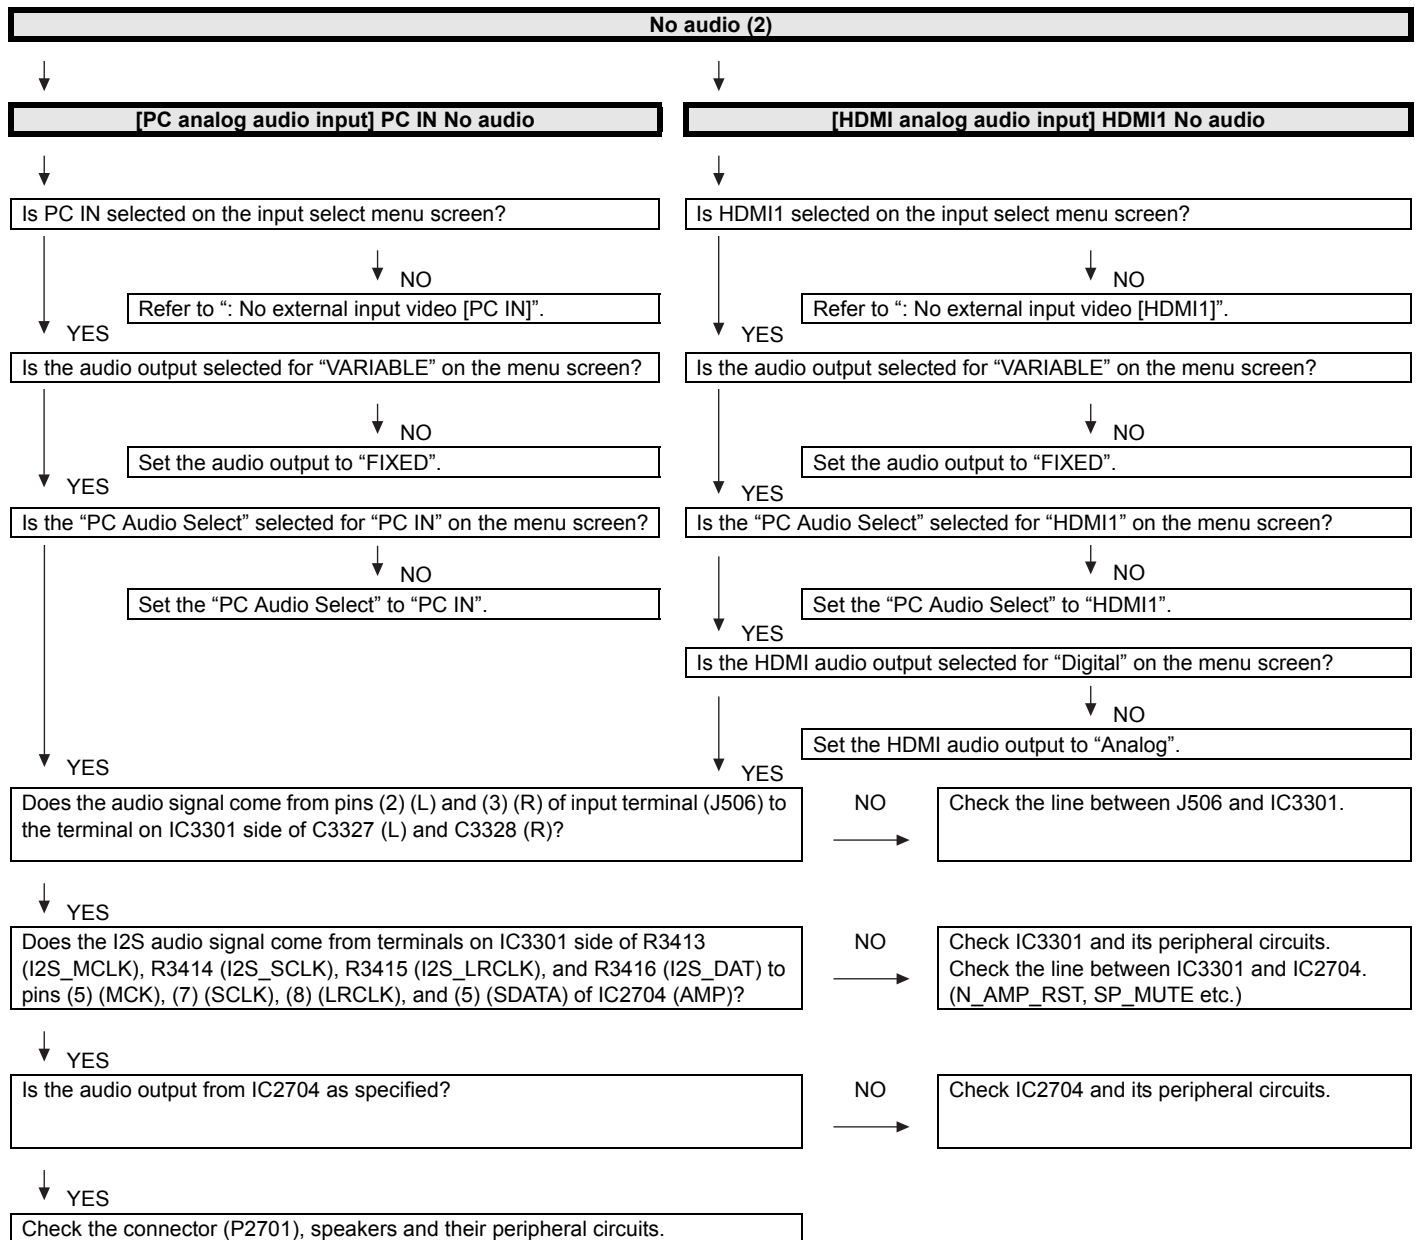 No audio (2)
[PC analog audio input] PC IN No audio
[HDMI analog audio input] HDMI1 No audio
Is PC IN selected on the input select menu screen?
Is HDMI1 selected on the input select menu screen?
NO
NO
Refer to “: No external input video [PC IN]”.
Refer to “: No external input video [HDMI1]”.
YES
YES
Is the audio output selected for “VARIABLE” on the menu screen?
Is the audio output selected for “VARIABLE” on the menu screen?
NO
NO
Set the audio output to “FIXED”.
Set the audio output to “FIXED”.
YES
YES
Is the “PC Audio Select” selected for “PC IN” on the menu screen?
Is the “PC Audio Select” selected for “HDMI1” on the menu screen?
NO
NO
Set the “PC Audio Select” to “PC IN”.
Set the “PC Audio Select” to “HDMI1”.
YES
Is the HDMI audio output selected for “Digital” on the menu screen?
NO
Set the HDMI audio output to “Analog”.
YES
YES
Does the audio signal come from pins (2) (L) and (3) (R) of input terminal (J506) to
the terminal on IC3301 side of C3327 (L) and C3328 (R)?
NO
Check the line between J506 and IC3301.
YES
Does the I2S audio signal come from terminals on IC3301 side of R3413
(I2S_MCLK), R3414 (I2S_SCLK), R3415 (I2S_LRCLK), and R3416 (I2S_DAT) to
pins (5) (MCK), (7) (SCLK), (8) (LRCLK), and (5) (SDATA) of IC2704 (AMP)?
NO
Check IC3301 and its peripheral circuits.
Check the line between IC3301 and IC2704.
(N_AMP_RST, SP_MUTE etc.)
YES
Is the audio output from IC2704 as specified?
NO
Check IC2704 and its peripheral circuits.
YES
Check the connector (P2701), speakers and their peripheral circuits.